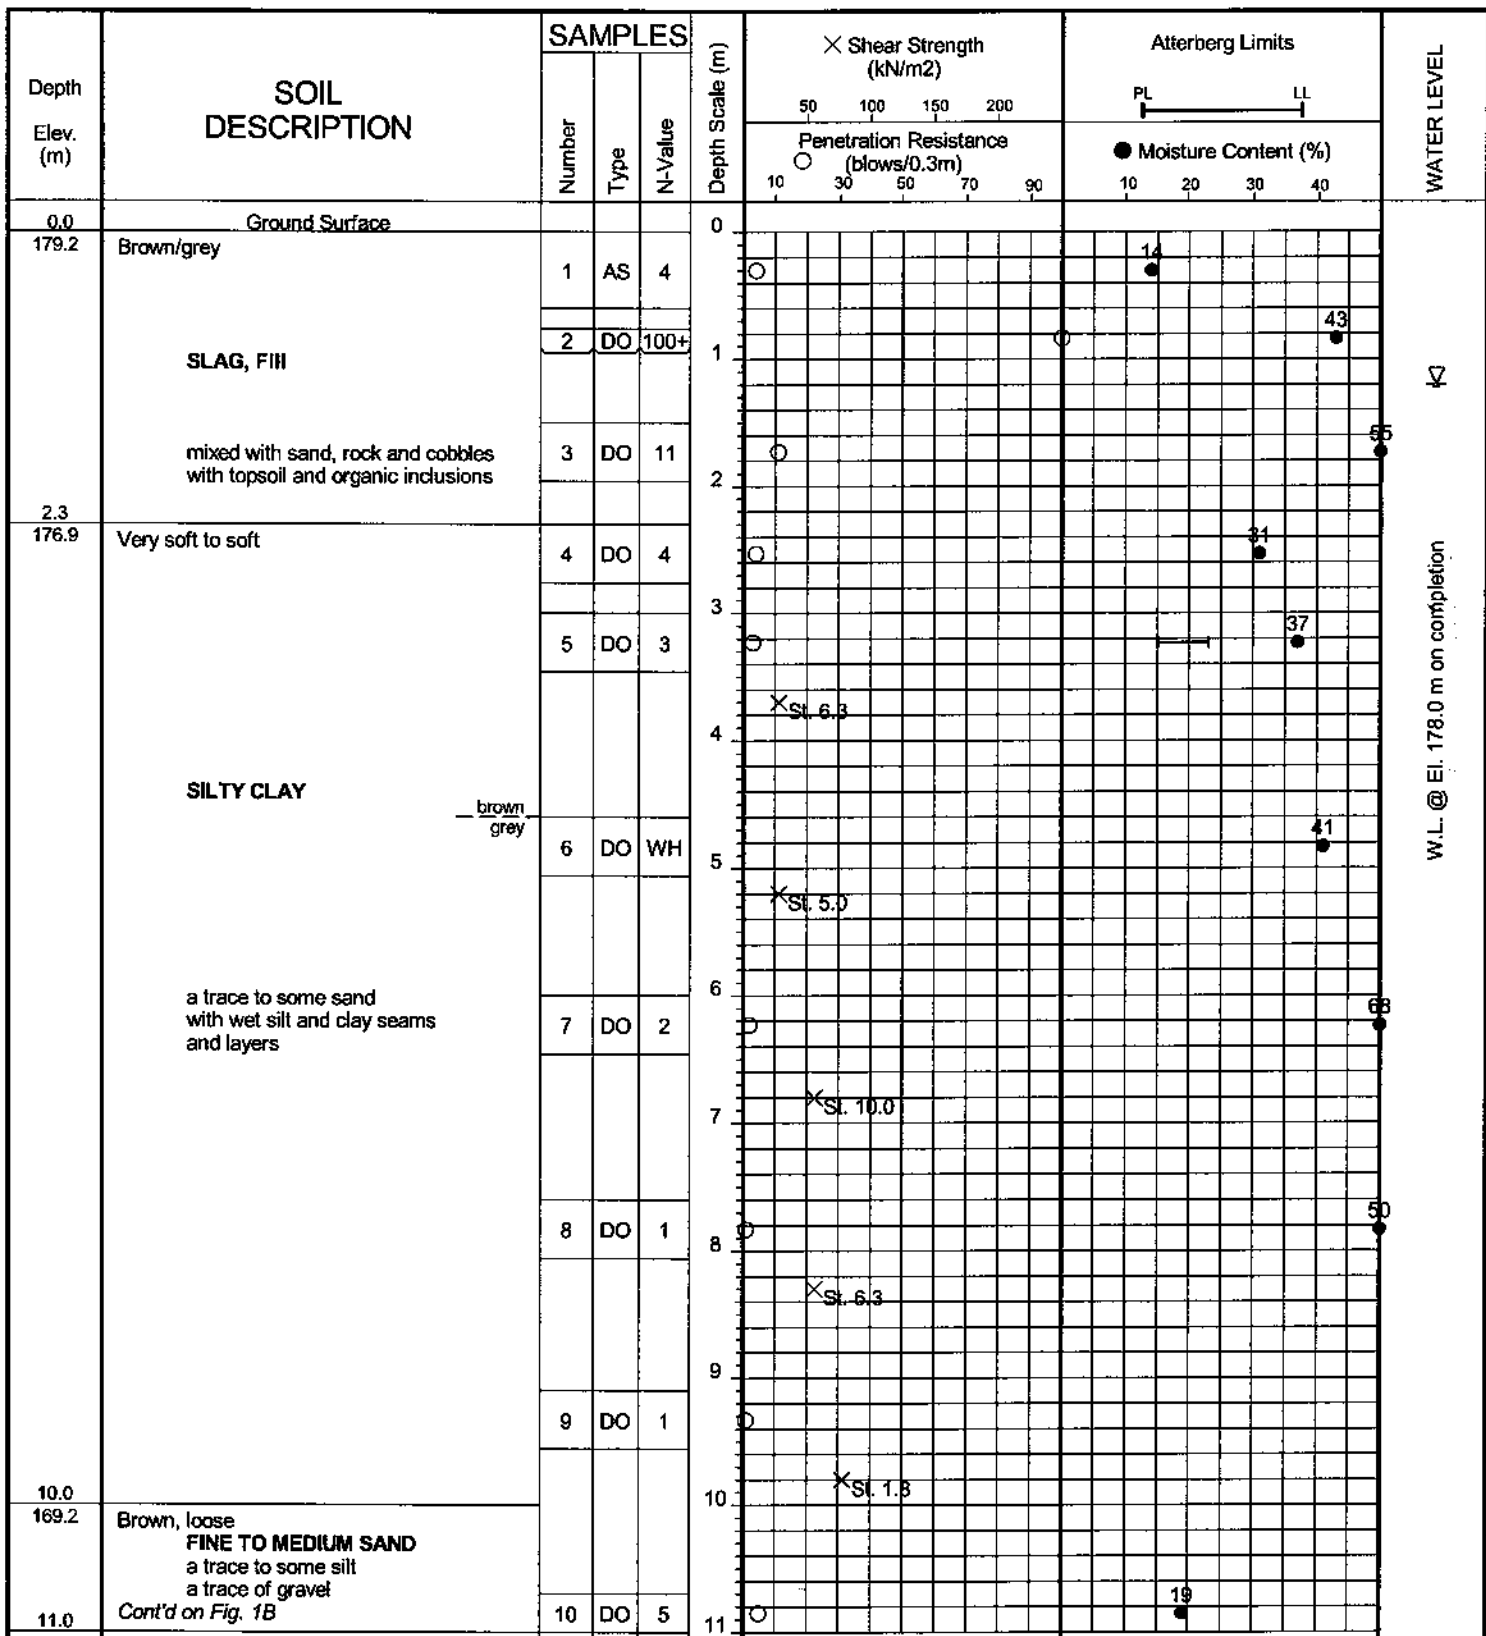 Depth
Elev.
(m)
SOIL
DESCRIPTION
SAMPLES
Number
Type
N-Value
Depth Scale (m)
× Shear Strength
(kN/m2)
50 100 150 200
Penetration Resistance
(blows/0.3m)
10 30 50 70 90
Atterberg Limits
PL LL
Moisture Content (%)
10 20 30 40
WATER LEVEL
0.0 Ground Surface 0
179.2 Brown/grey
1 AS 4 14
2 DO 100+ 43
SLAG, Fill 1
mixed with sand, rock and cobbles 3 DO 11 55
with topsoil and organic inclusions
2
2.3
176.9 Very soft to soft
4 DO 4 31
3
5 DO 3 37
St. 6.3
4
SILTY CLAY
brown
grey
6 DO WH 41
5
St. 5.0
a trace to some sand 6
with wet silt and clay seams 7 DO 2 68
and layers
St. 10.0
7
8 DO 1 50
8
St. 6.3
9
9 DO 1
St. 1.8
10.0 10
169.2 Brown, loose
FINE TO MEDIUM SAND
a trace to some silt
a trace of gravel
Cont'd on Fig. 1B 10 DO 5 19
11.0 11
W.L. @ El. 178.0 m on completion